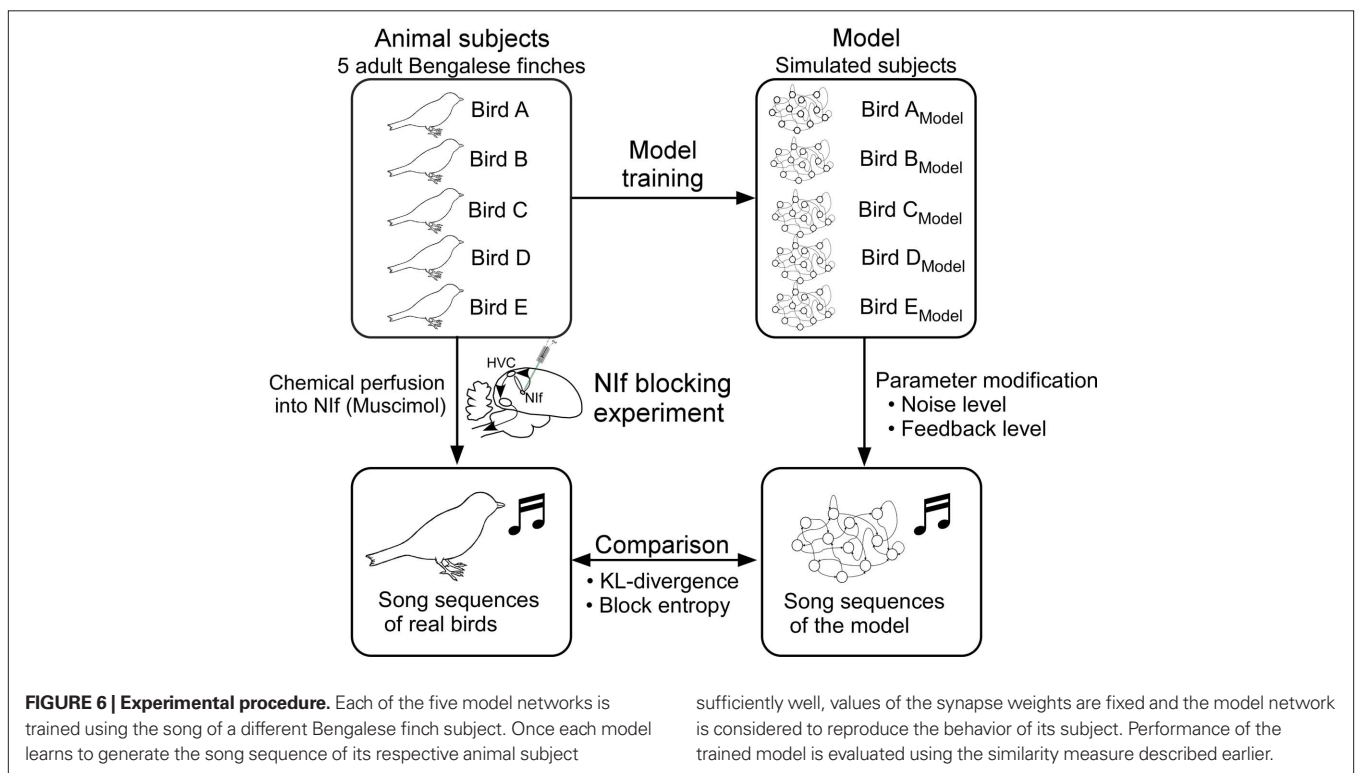 Animal subjects
5 adult Bengalese finches
Bird A
Bird B
Bird C
Bird D
Bird E
Model training
Model
Simulated subjects
Bird A_Model
Bird B_Model
Bird C_Model
Bird D_Model
Bird E_Model
Chemical perfusion
into NIf (Muscimol)
HVC
NIf
NIf blocking
experiment
Parameter modification
• Noise level
• Feedback level
Song sequences
of real birds
Comparison
• KL-divergence
• Block entropy
Song sequences
of the model
FIGURE 6 | Experimental procedure. Each of the five model networks is
trained using the song of a different Bengalese finch subject. Once each model
learns to generate the song sequence of its respective animal subject
sufficiently well, values of the synapse weights are fixed and the model network
is considered to reproduce the behavior of its subject. Performance of the
trained model is evaluated using the similarity measure described earlier.